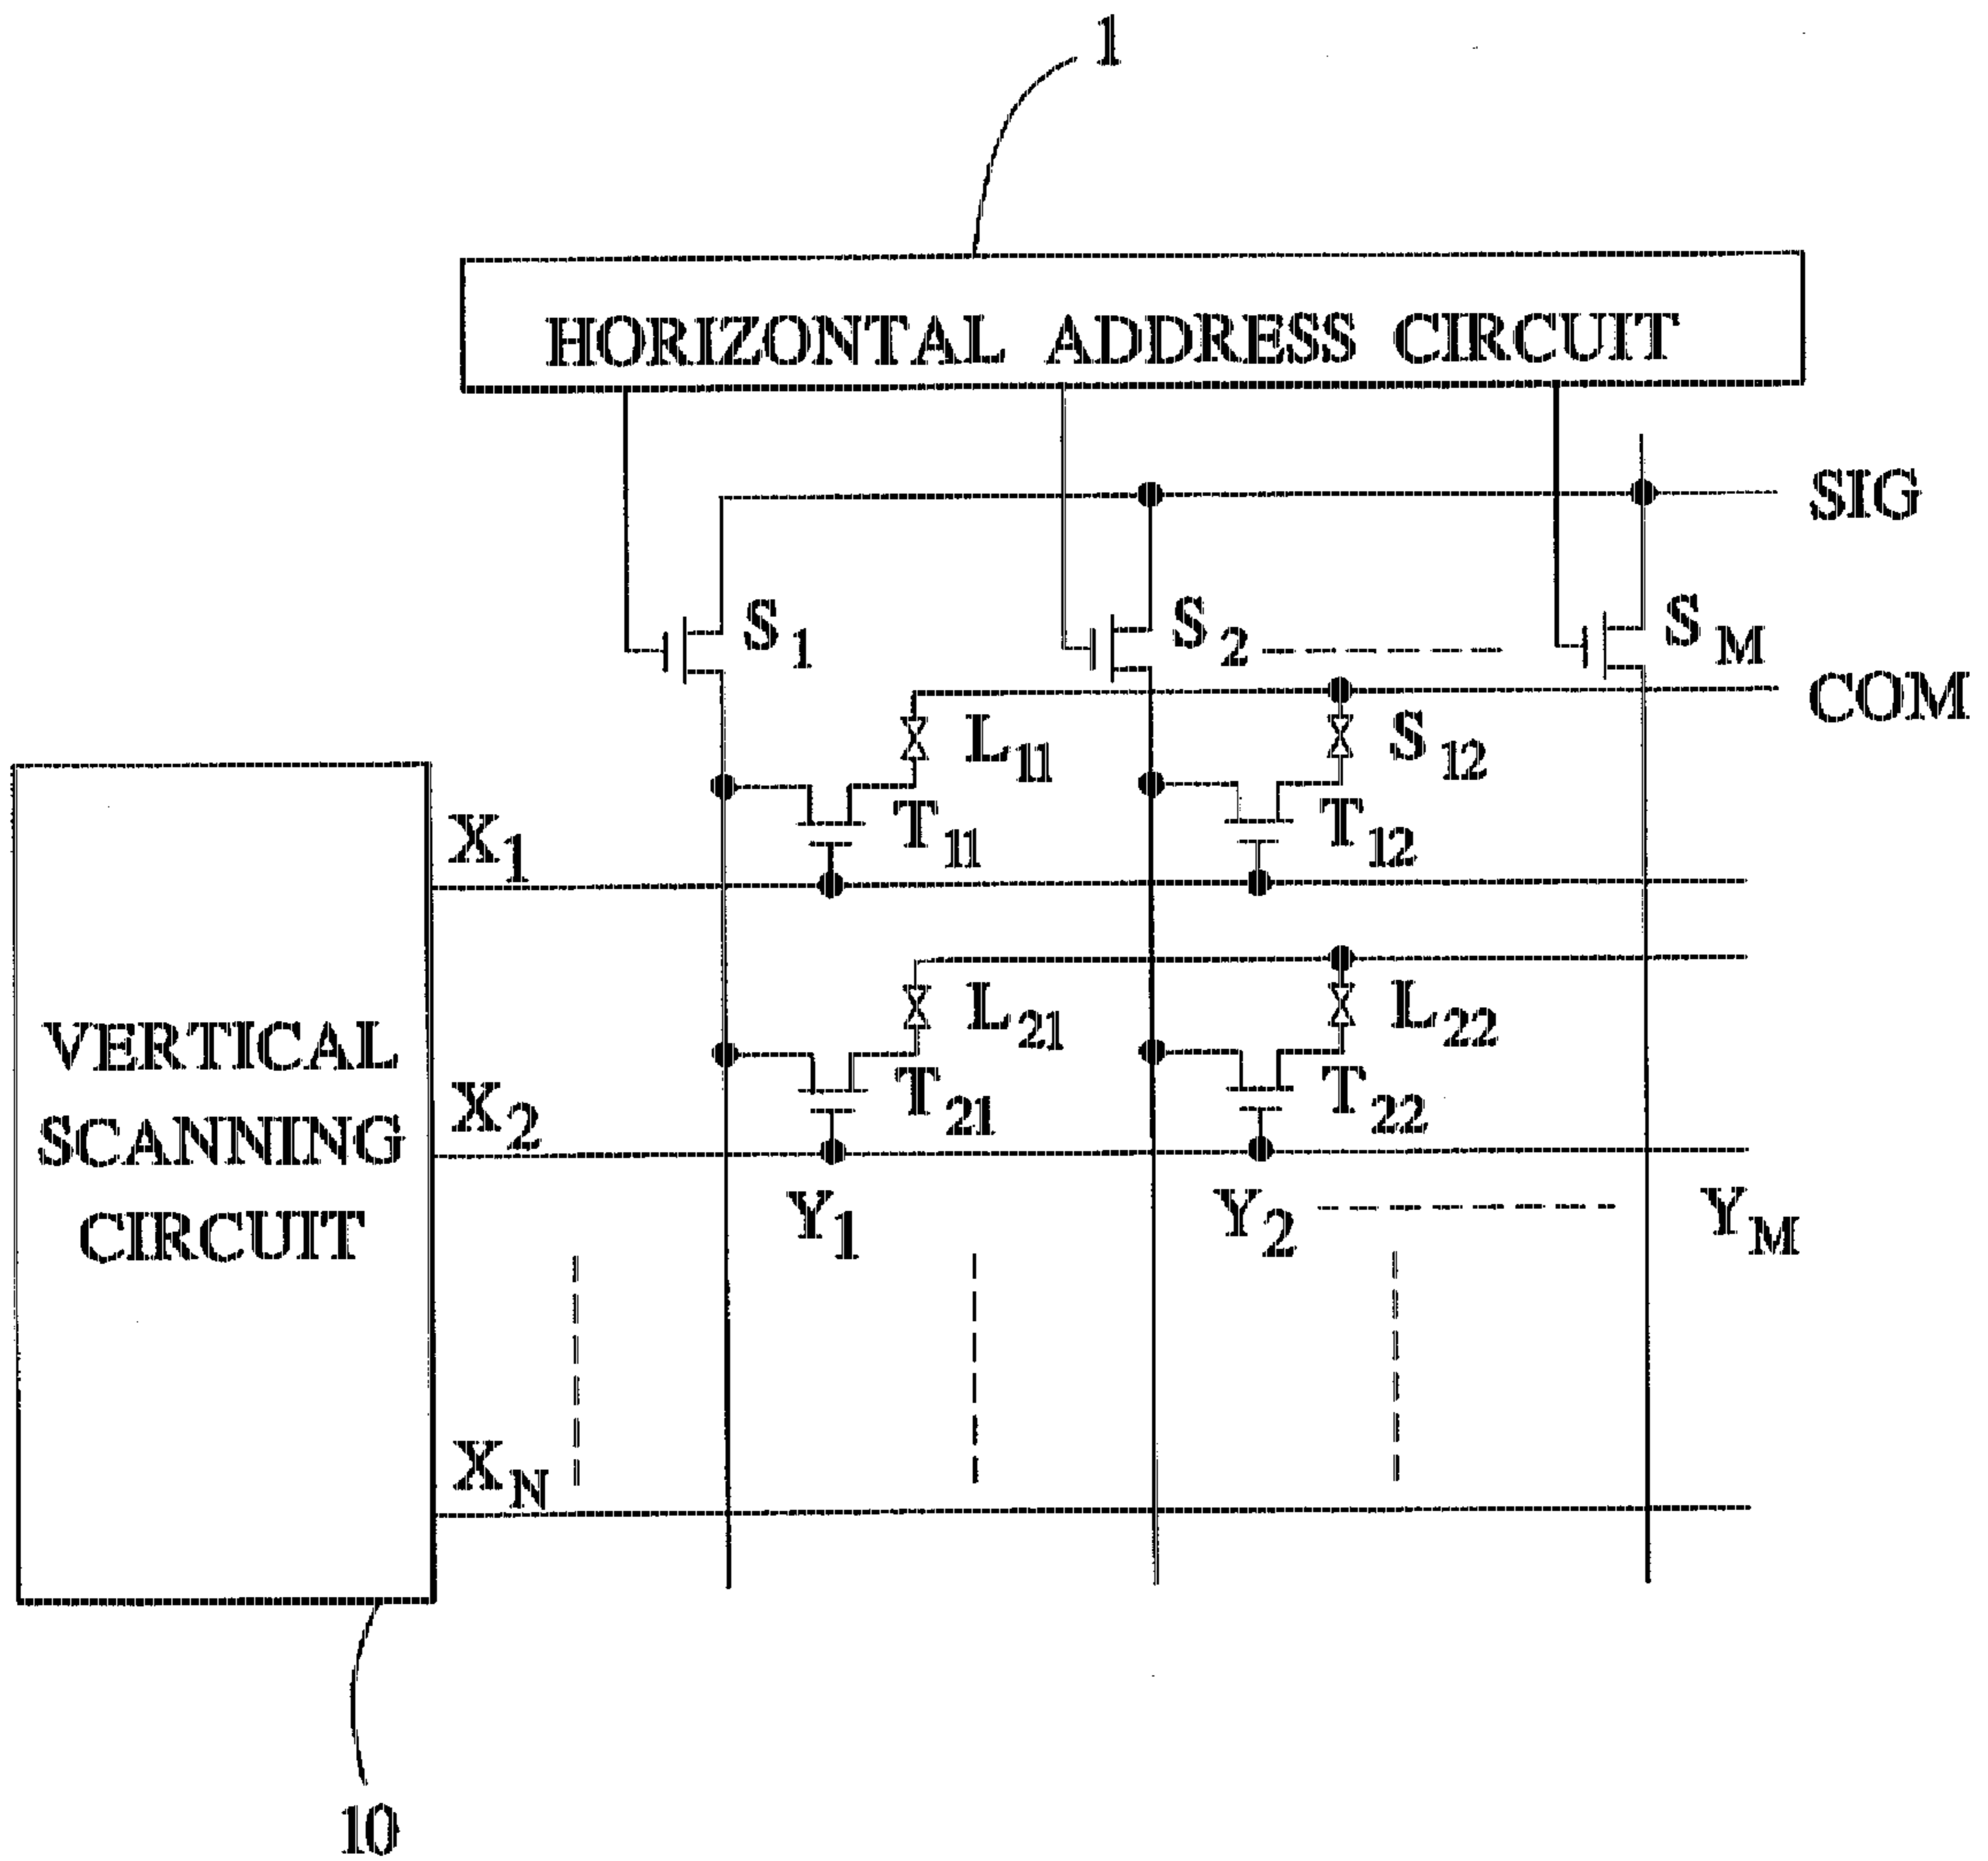 1
HORIZONTAL ADDRESS CIRCUIT
SIG
S1
S2
SM
COM
L11
S12
X1
T11
T12
L21
L22
VERTICAL
SCANNING
CIRCUIT
X2
T21
T22
Y1
Y2
YM
XN
10